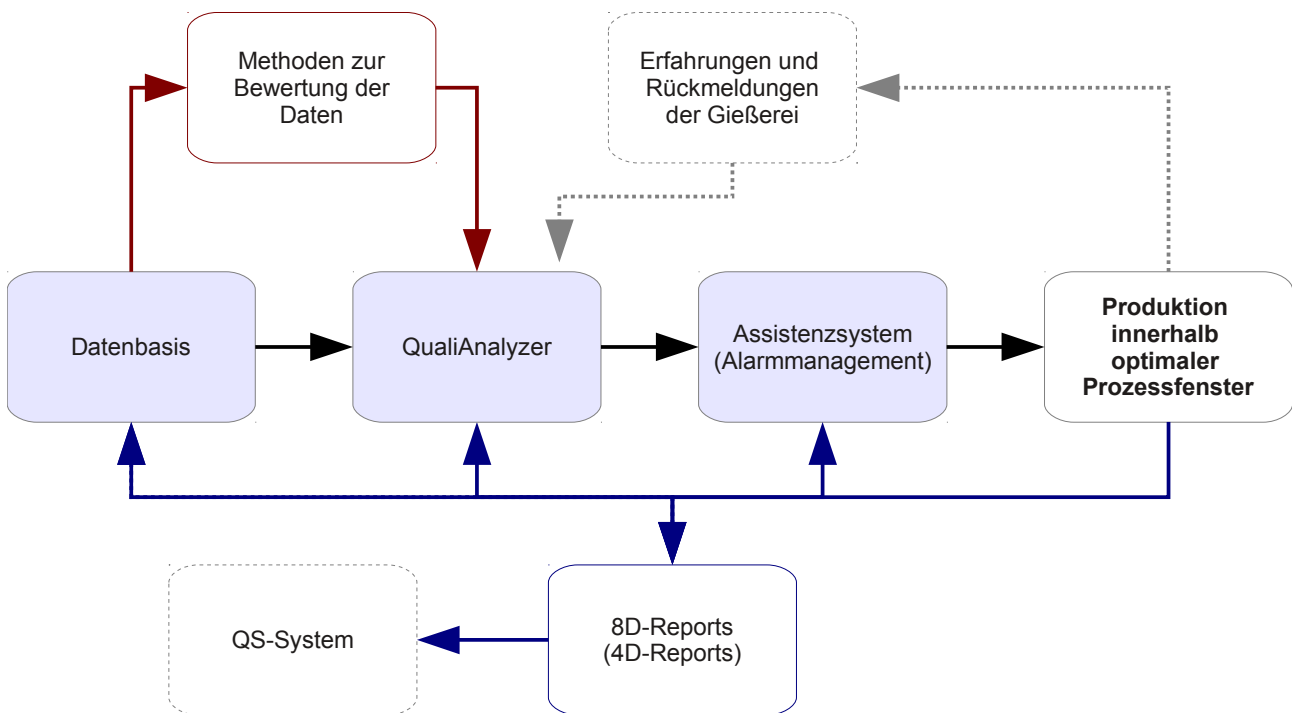 Methoden zur
Bewertung der
Daten
Erfahrungen und
Rückmeldungen
der Gießerei
Datenbasis
QualiAnalyzer
Assistenzsystem
(Alarmmanagement)
Produktion
innerhalb
optimaler
Prozessfenster
QS-System
8D-Reports
(4D-Reports)